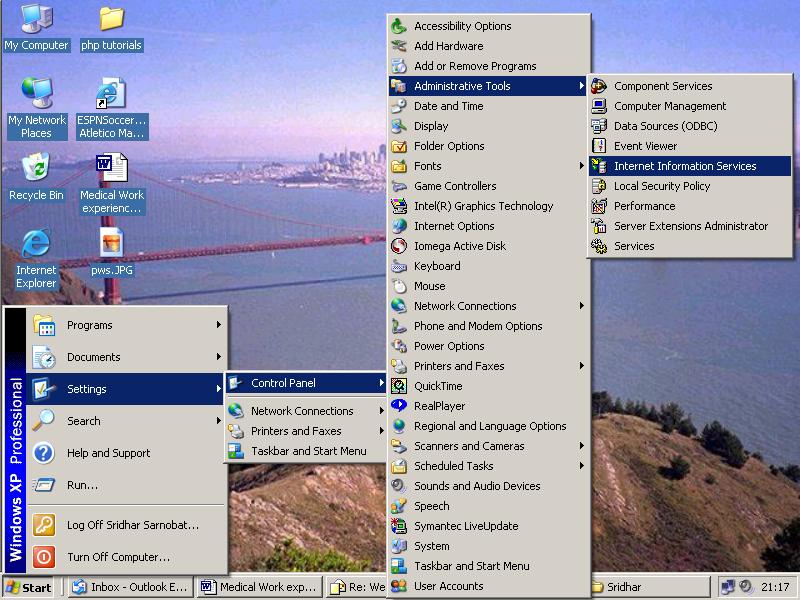 My Computer
php tutorials
My Network
Places
ESPNSoccer...
Atletico Ma...
Recycle Bin
Medical Work
experienc...
Internet
Explorer
pws.JPG
Windows XP Professional
Programs
Documents
Settings
Search
Help and Support
Run...
Log Off Sridhar Sarnobat...
Turn Off Computer...
Control Panel
Network Connections
Printers and Faxes
Taskbar and Start Menu
Accessibility Options
Add Hardware
Add or Remove Programs
Administrative Tools
Date and Time
Display
Folder Options
Fonts
Game Controllers
Intel(R) Graphics Technology
Internet Options
Iomega Active Disk
Keyboard
Mouse
Network Connections
Phone and Modem Options
Power Options
Printers and Faxes
QuickTime
RealPlayer
Regional and Language Options
Scanners and Cameras
Scheduled Tasks
Sounds and Audio Devices
Speech
Symantec LiveUpdate
System
Taskbar and Start Menu
User Accounts
Component Services
Computer Management
Data Sources (ODBC)
Event Viewer
Internet Information Services
Local Security Policy
Performance
Server Extensions Administrator
Services
Start
Inbox - Outlook E...
Medical Work exp...
Re: We
Sridhar
21:17